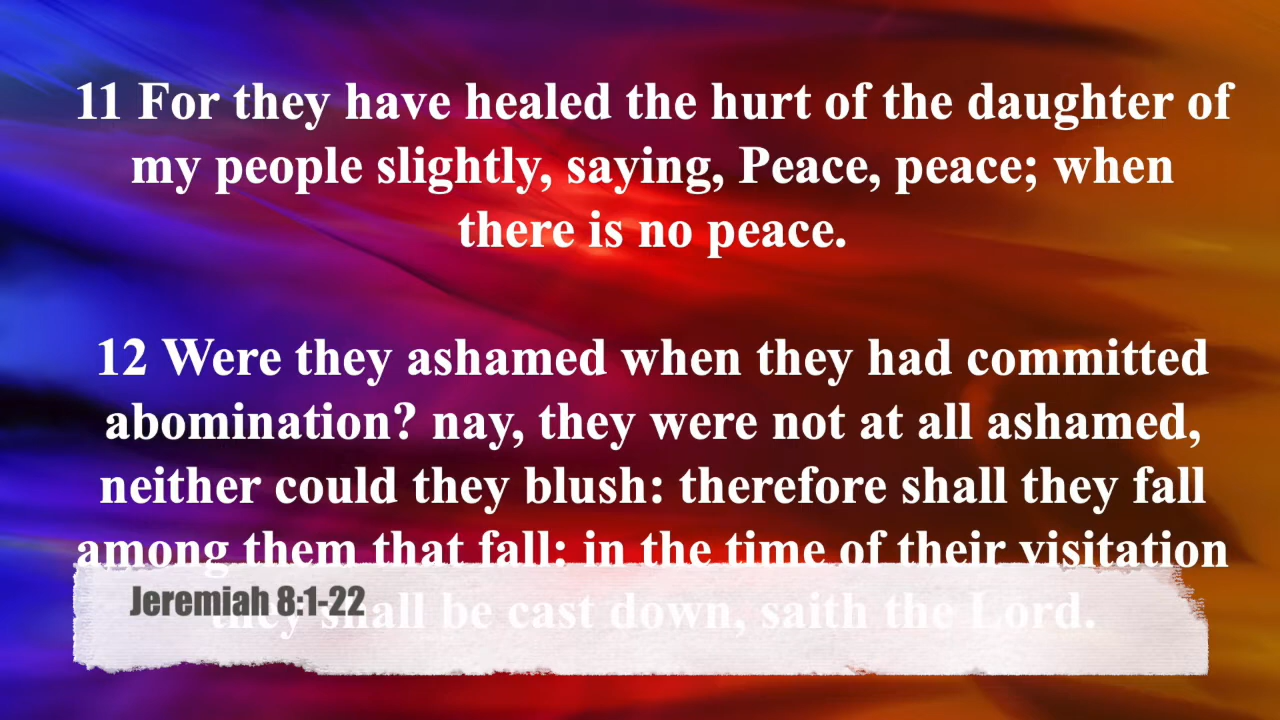 11 For they have healed the hurt of the daughter of
my people slightly, saying, Peace, peace; when
there is no peace.
12 Were they ashamed when they had committed
abomination? nay, they were not at all ashamed,
neither could they blush: therefore shall they fall
among them that fall: in the time of their visitation
they shall be cast down, saith the Lord.
Jeremiah 8:1-22